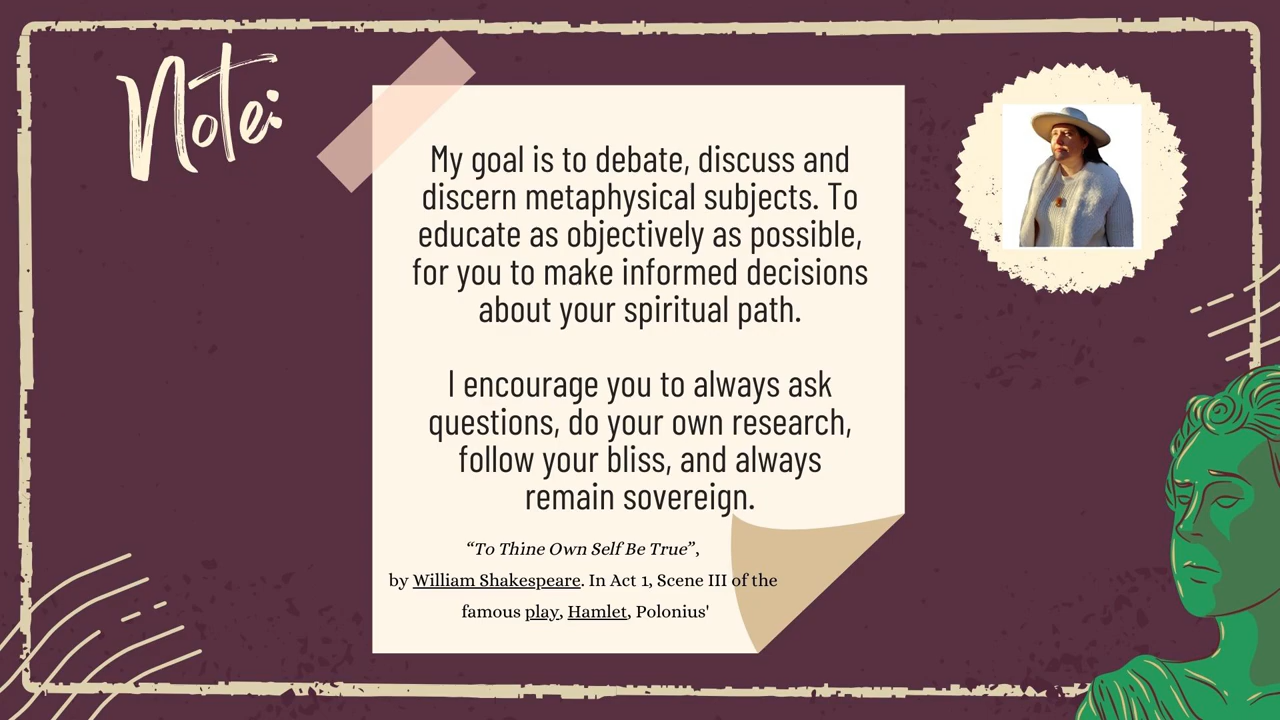 Note:
My goal is to debate, discuss and
discern metaphysical subjects. To
educate as objectively as possible,
for you to make informed decisions
about your spiritual path.
I encourage you to always ask
questions, do your own research,
follow your bliss, and always
remain sovereign.
“To Thine Own Self Be True”,
by William Shakespeare. In Act 1, Scene III of the
famous play, Hamlet, Polonius'